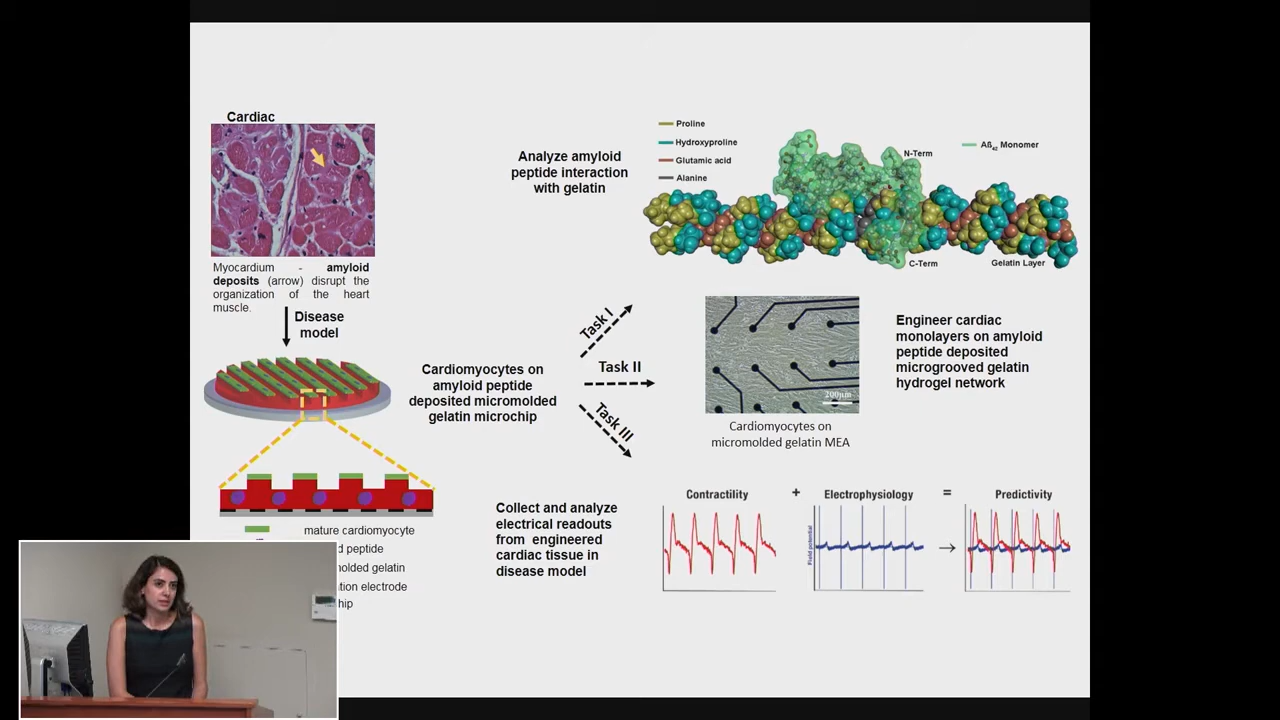 Cardiac
Myocardium - amyloid
deposits (arrow) disrupt the
organization of the heart
muscle.
Disease
model
Cardiomyocytes on
amyloid peptide
deposited micromolded
gelatin microchip
mature cardiomyocyte
peptide
gelatin
electrode
Analyze amyloid
peptide interaction
with gelatin
Proline
Hydroxyproline
Glutamic acid
Alanine
N-Term
Aß42 Monomer
C-Term
Gelatin Layer
Task I
Task II
Task III
200µm
Cardiomyocytes on
micromolded gelatin MEA
Engineer cardiac
monolayers on amyloid
peptide deposited
microgrooved gelatin
hydrogel network
Collect and analyze
electrical readouts
from engineered
cardiac tissue in
disease model
Contractility + Electrophysiology = Predictivity
Field potential